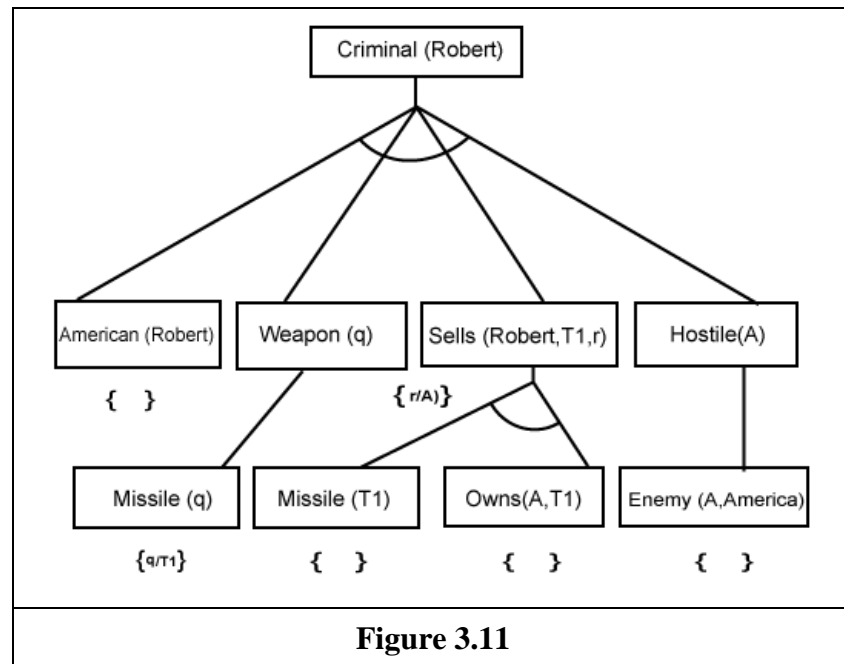 Criminal (Robert)
American (Robert)
Weapon (q)
Sells (Robert,T1,r)
Hostile(A)
{ }
{r/A)}
Missile (q)
Missile (T1)
Owns(A,T1)
Enemy (A,America)
{q/T1}
{ }
{ }
{ }
Figure 3.11